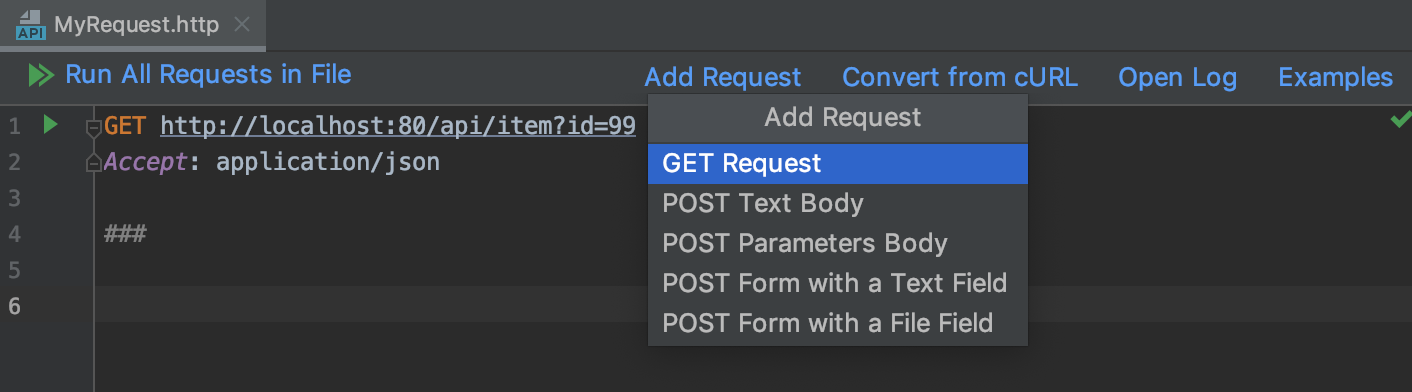 MyRequest.http
API
Run All Requests in File
Add Request Convert from cURL Open Log Examples
Add Request
GET Request
POST Text Body
POST Parameters Body
POST Form with a Text Field
POST Form with a File Field
1 GET http://localhost:80/api/item?id=99
2 Accept: application/json
3
4 ###
5
6